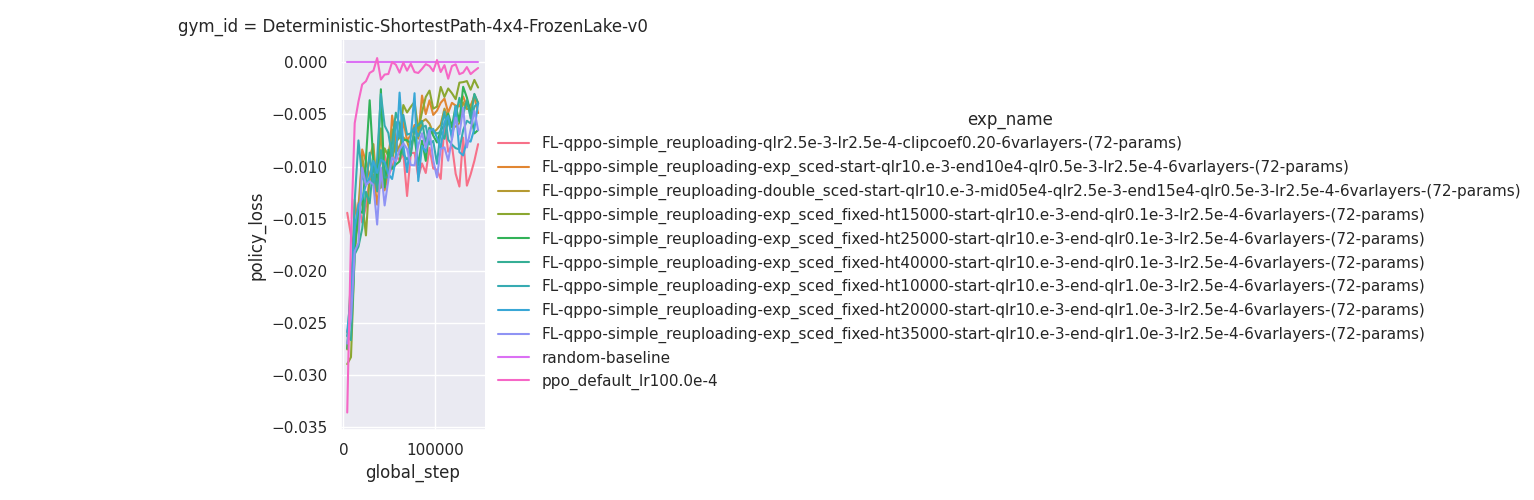 gym_id = Deterministic-ShortestPath-4x4-FrozenLake-v0
0.000
−0.005
−0.010
−0.015
−0.020
−0.025
−0.030
−0.035
policy_loss
0
100000
global_step
exp_name
FL-qppo-simple_reuploading-qlr2.5e-3-lr2.5e-4-clipcoef0.20-6varlayers-(72-params)
FL-qppo-simple_reuploading-exp_sced-start-qlr10.e-3-end10e4-qlr0.5e-3-lr2.5e-4-6varlayers-(72-params)
FL-qppo-simple_reuploading-double_sced-start-qlr10.e-3-mid05e4-qlr2.5e-3-end15e4-qlr0.5e-3-lr2.5e-4-6varlayers-(72-params)
FL-qppo-simple_reuploading-exp_sced_fixed-ht15000-start-qlr10.e-3-end-qlr0.1e-3-lr2.5e-4-6varlayers-(72-params)
FL-qppo-simple_reuploading-exp_sced_fixed-ht25000-start-qlr10.e-3-end-qlr0.1e-3-lr2.5e-4-6varlayers-(72-params)
FL-qppo-simple_reuploading-exp_sced_fixed-ht40000-start-qlr10.e-3-end-qlr0.1e-3-lr2.5e-4-6varlayers-(72-params)
FL-qppo-simple_reuploading-exp_sced_fixed-ht10000-start-qlr10.e-3-end-qlr1.0e-3-lr2.5e-4-6varlayers-(72-params)
FL-qppo-simple_reuploading-exp_sced_fixed-ht20000-start-qlr10.e-3-end-qlr1.0e-3-lr2.5e-4-6varlayers-(72-params)
FL-qppo-simple_reuploading-exp_sced_fixed-ht35000-start-qlr10.e-3-end-qlr1.0e-3-lr2.5e-4-6varlayers-(72-params)
random-baseline
ppo_default_lr100.0e-4